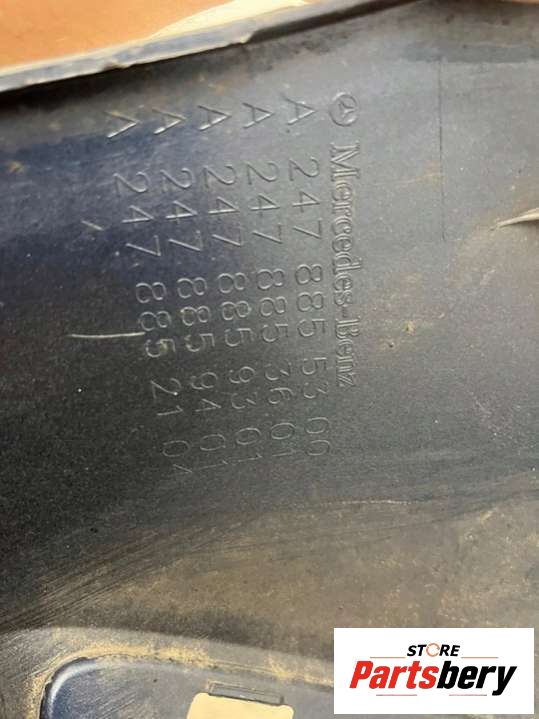 Mercedes-Benz
A 247 885 53 00
A 247 885 36 01
A 247 885 93 01
A 247 885 94 01
A 247 885 21 04
STORE
Partsbery